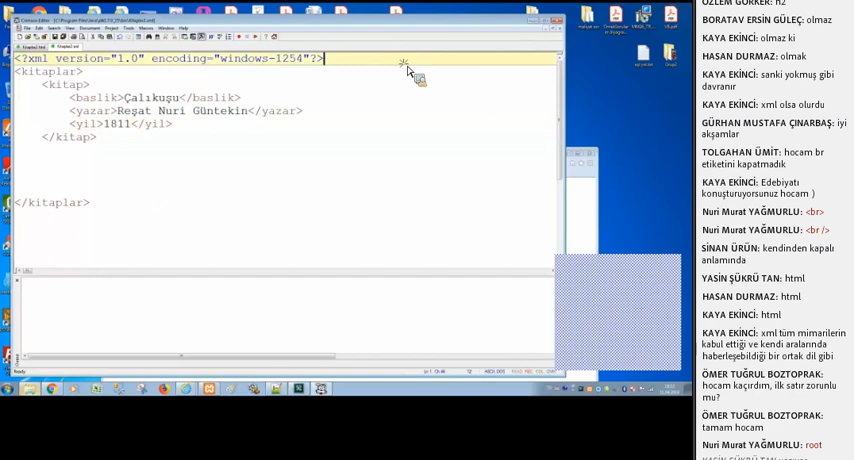 <?xml version="1.0" encoding="windows-1254"?>
<kitaplar>
<kitap>
<baslik>Çalıkuşu</baslik>
<yazar>Reşat Nuri Güntekin</yazar>
<yil>1811</yil>
</kitap>
</kitaplar>
Ready
BORATAV ERSİN GÜLEÇ: olmaz
KAYA EKİNCİ: olmaz ki
HASAN DURMAZ: olmak
KAYA EKİNCİ: sanki yokmuş gibi
davranır
KAYA EKİNCİ: xml olsa olurdu
GÜRHAN MUSTAFA ÇINARBAŞ: iyi
akşamlar
TOLGAHAN ÜMİT: hocam br
etiketini kapatmadık
KAYA EKİNCİ: Edebiyatı
konuşturuyorsunuz hocam )
Nuri Murat YAĞMURLU: <br>
Nuri Murat YAĞMURLU: <br />
SİNAN ÜRÜN: kendinden kapalı
anlamında
YASİN ŞÜKRÜ TAN: html
HASAN DURMAZ: html
KAYA EKİNCİ: html
KAYA EKİNCİ: xml tüm mimarilerin
kabul ettiği ve kendi aralarında
haberleşebildiği bir ortak dil gibi
ÖMER TUĞRUL BOZTOPRAK:
hocam kaçırdım, ilk satır zorunlu
mu?
ÖMER TUĞRUL BOZTOPRAK:
tamam hocam
Nuri Murat YAĞMURLU: root